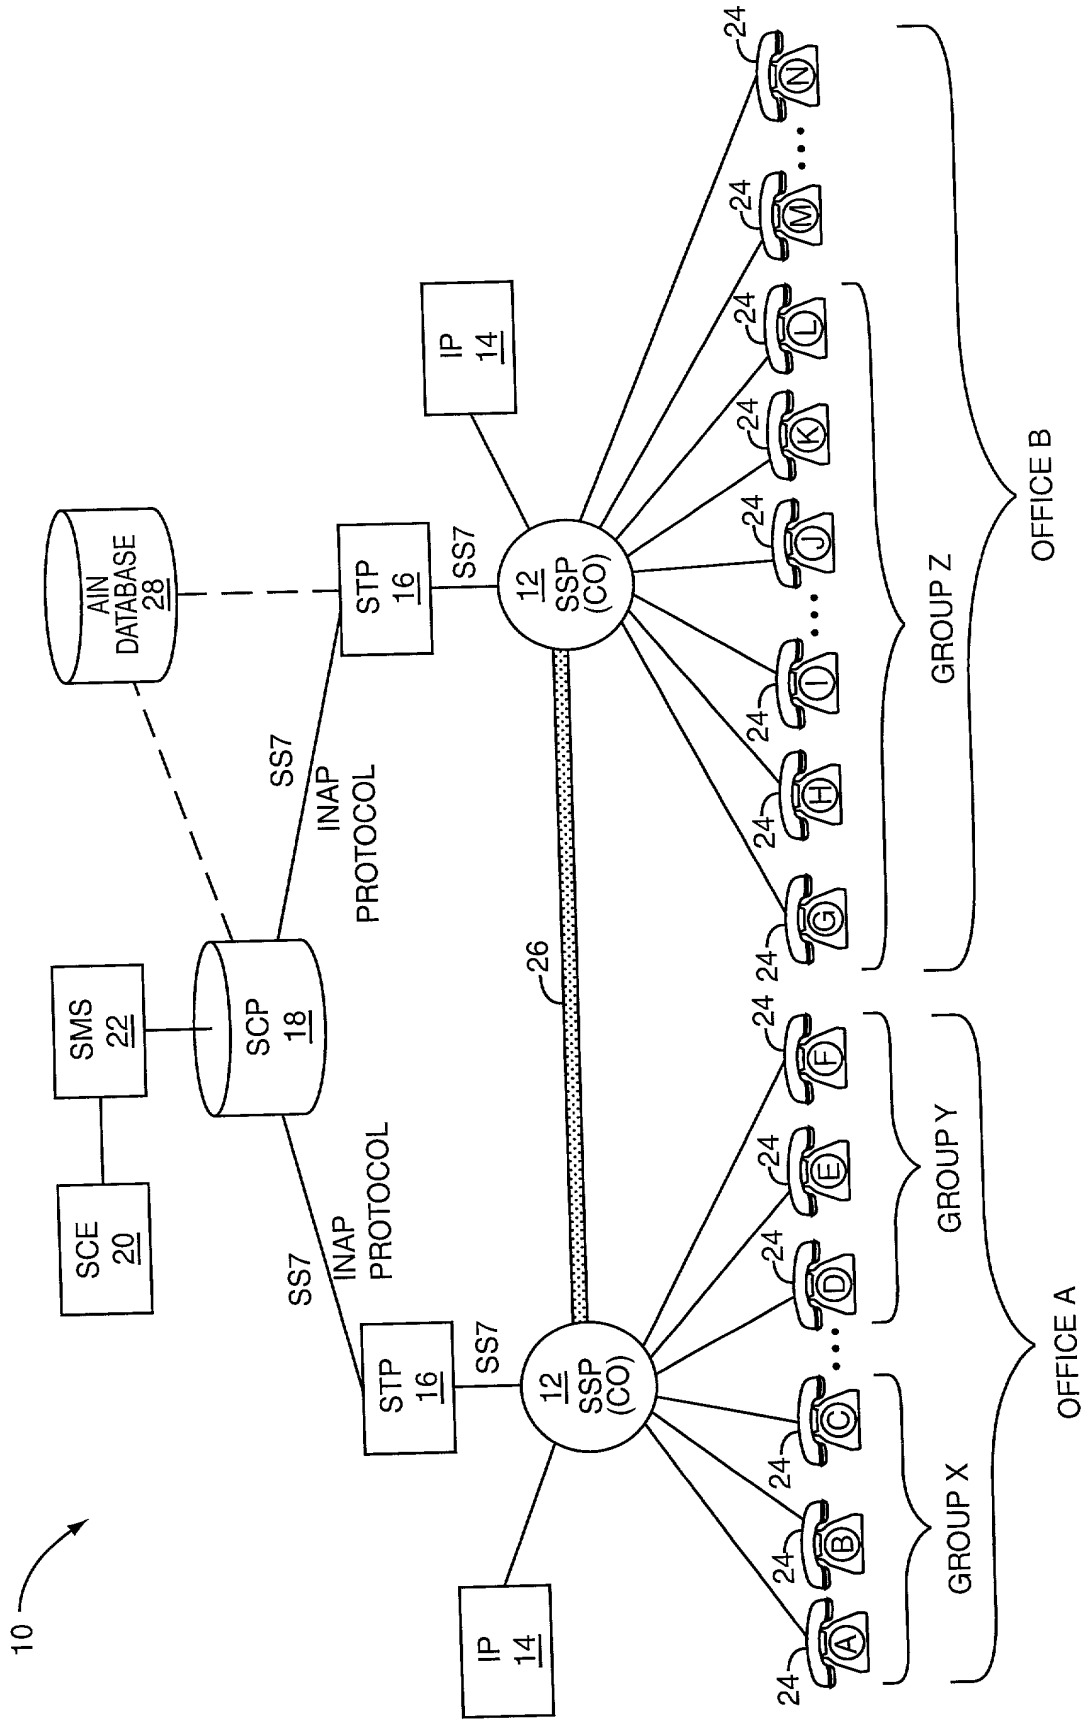 10
SCE
20
SMS
22
AIN
DATABASE
28
SCP
18
SS7
INAP
PROTOCOL
SS7
INAP
PROTOCOL
STP
16
STP
16
SS7
SS7
IP
14
IP
14
12
SSP
(CO)
12
SSP
(CO)
26
24
24
24
24
24
24
24
24
24
24
24
24
24
24
A
B
C
....
D
E
F
G
H
I
....
J
K
L
M
....
N
GROUP X
GROUP Y
GROUP Z
OFFICE A
OFFICE B